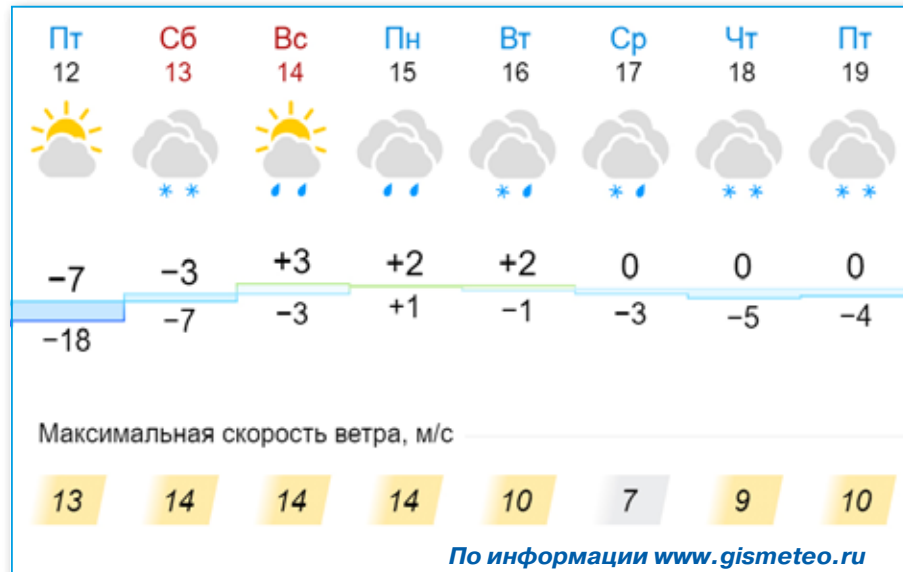 Пт Сб Вс Пн Вт Ср Чт Пт
12 13 14 15 16 17 18 19
−7 −3 +3 +2 +2 0 0 0
−18 −7 −3 +1 −1 −3 −5 −4
Максимальная скорость ветра, м/с
13 14 14 14 10 7 9 10
По информации www.gismeteo.ru